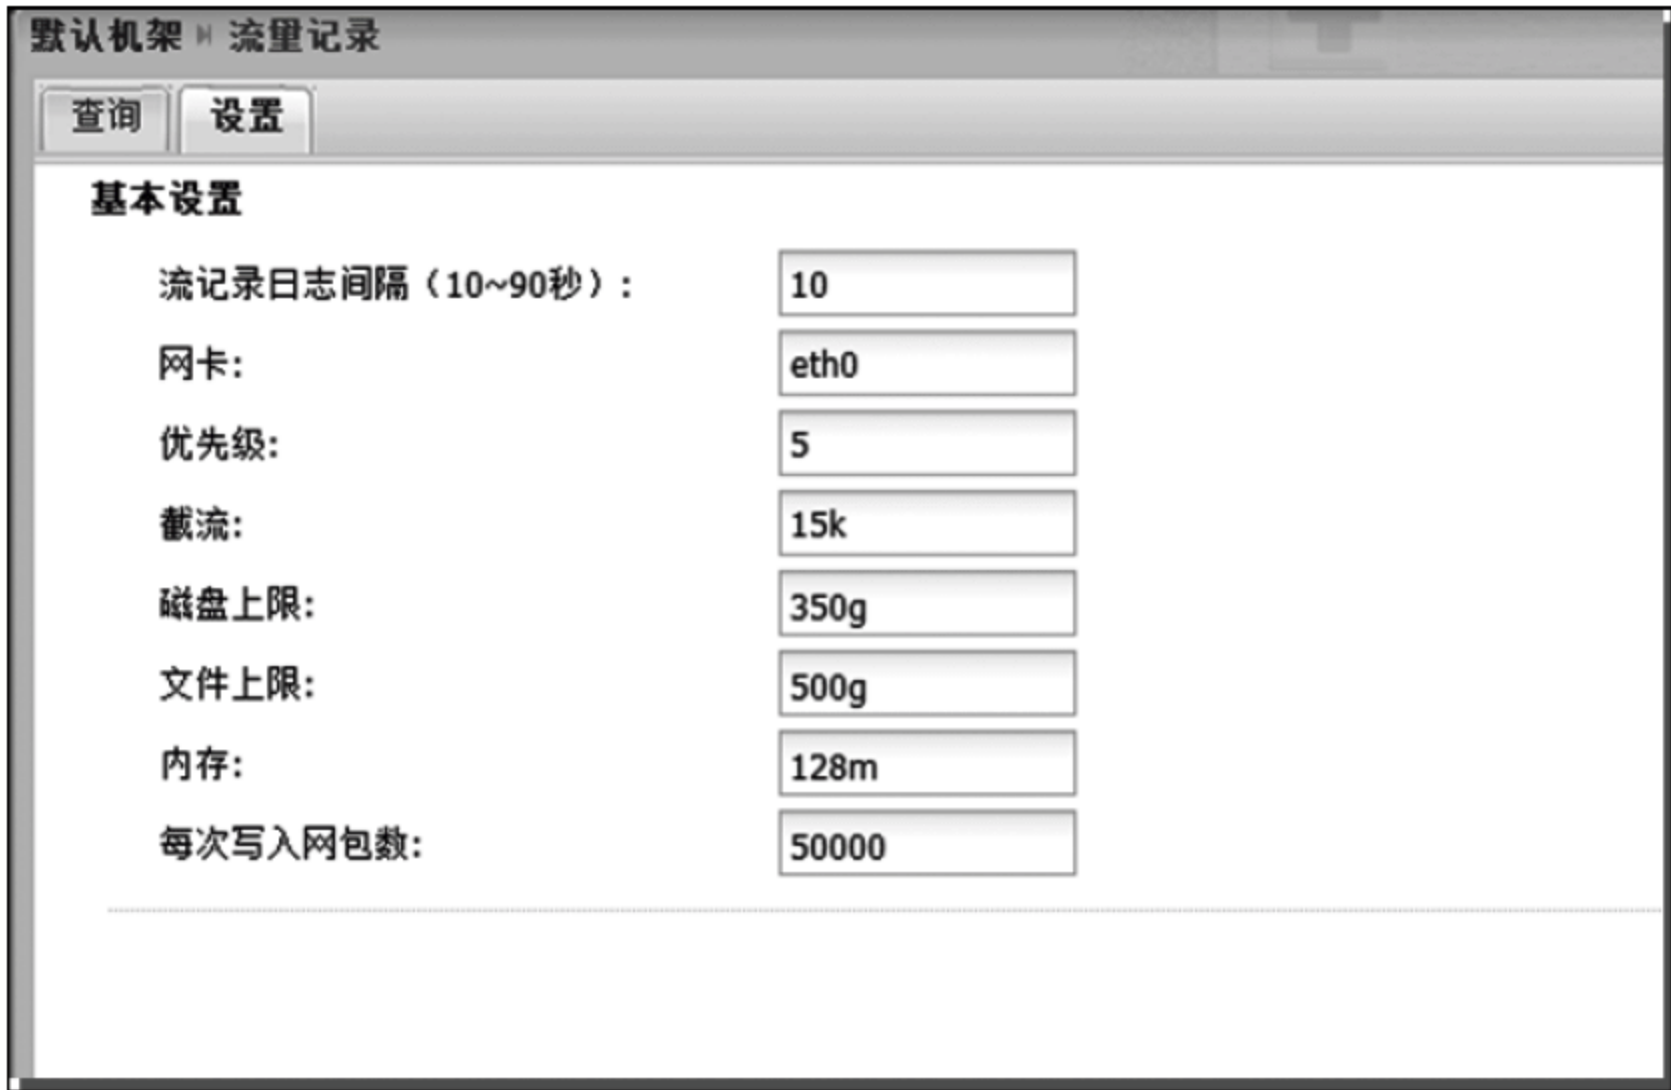 默认机架 流量记录
查询 设置
基本设置
流记录日志间隔（10~90秒）: 10
网卡: eth0
优先级: 5
截流: 15k
磁盘上限: 350g
文件上限: 500g
内存: 128m
每次写入网包数: 50000